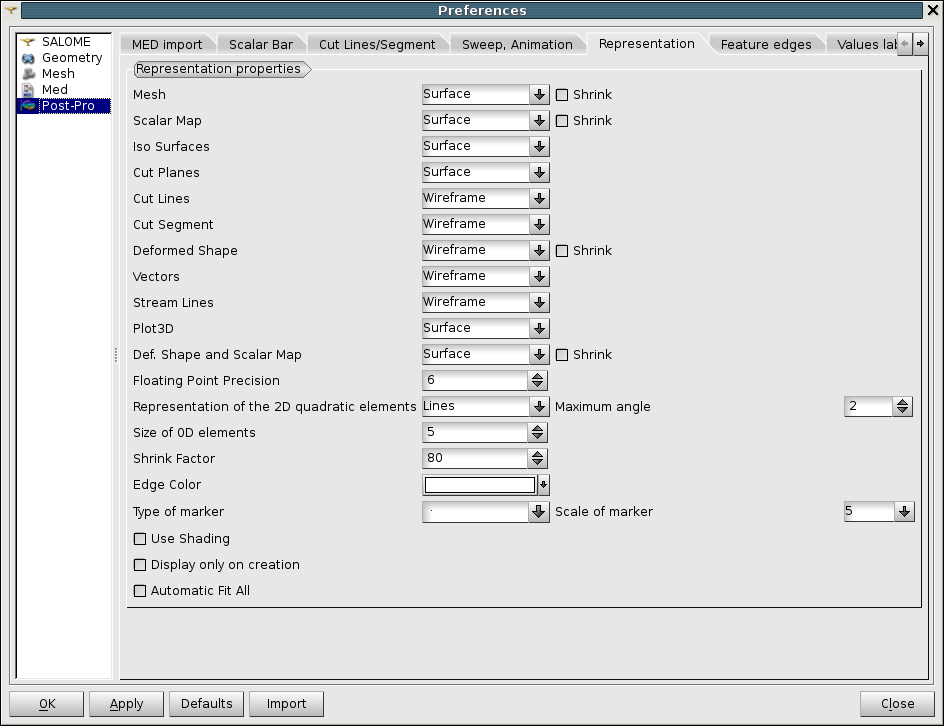 Preferences
SALOME
Geometry
Mesh
Med
Post-Pro
MED import Scalar Bar Cut Lines/Segment Sweep, Animation Representation Feature edges Values
Representation properties
Mesh Surface Shrink
Scalar Map Surface Shrink
Iso Surfaces Surface
Cut Planes Surface
Cut Lines Wireframe
Cut Segment Wireframe
Deformed Shape Wireframe Shrink
Vectors Wireframe
Stream Lines Wireframe
Plot3D Surface
Def. Shape and Scalar Map Surface Shrink
Floating Point Precision 6
Representation of the 2D quadratic elements Lines Maximum angle 2
Size of 0D elements 5
Shrink Factor 80
Edge Color
Type of marker Scale of marker 5
Use Shading
Display only on creation
Automatic Fit All
OK Apply Defaults Import Close